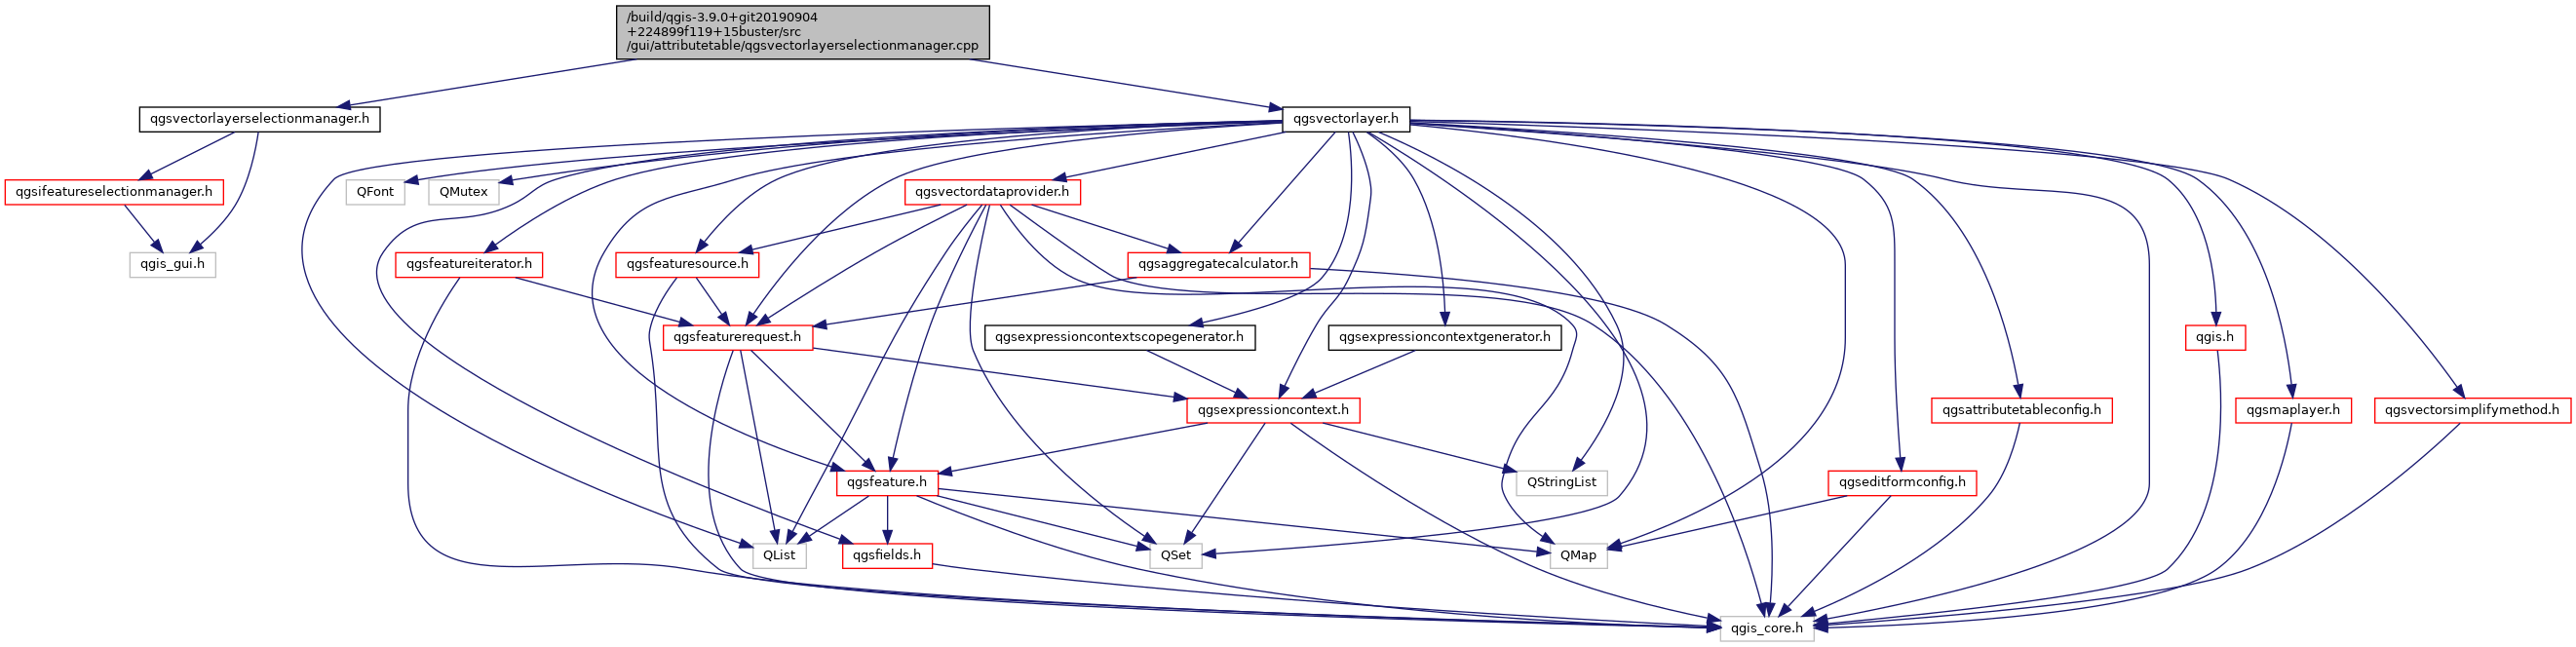 /build/qgis-3.9.0+git20190904
+224899f119+15buster/src
/gui/attributetable/qgsvectorlayerselectionmanager.cpp
qgsvectorlayerselectionmanager.h
qgsvectorlayer.h
qgsifeatureselectionmanager.h
QFont
QMutex
qgsvectordataprovider.h
qgis_gui.h
qgsfeatureiterator.h
qgsfeaturesource.h
qgsaggregatecalculator.h
qgsfeaturerequest.h
qgsexpressioncontextscopegenerator.h
qgsexpressioncontextgenerator.h
qgis.h
qgsexpressioncontext.h
qgsattributetableconfig.h
qgsmaplayer.h
qgsvectorsimplifymethod.h
qgsfeature.h
QStringList
qgseditformconfig.h
QList
qgsfields.h
QSet
QMap
qgis_core.h